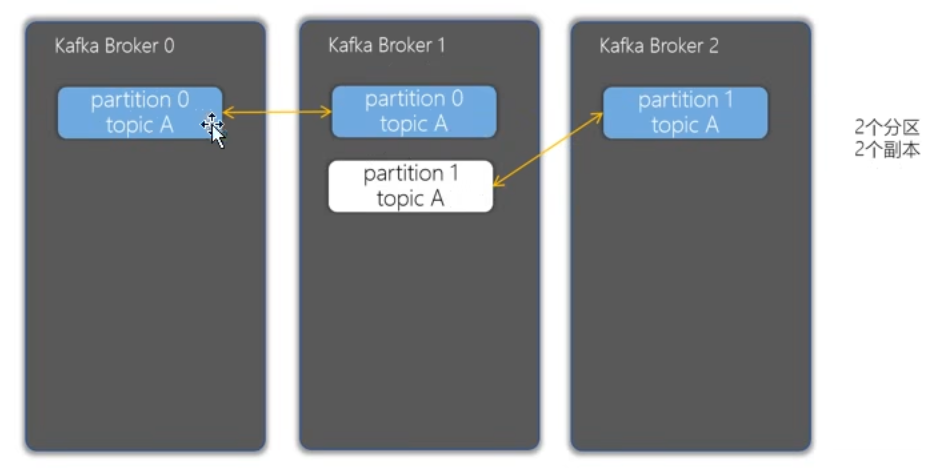 Kafka Broker 0
partition 0
topic A
Kafka Broker 1
partition 0
topic A
partition 1
topic A
Kafka Broker 2
partition 1
topic A
2个分区
2个副本